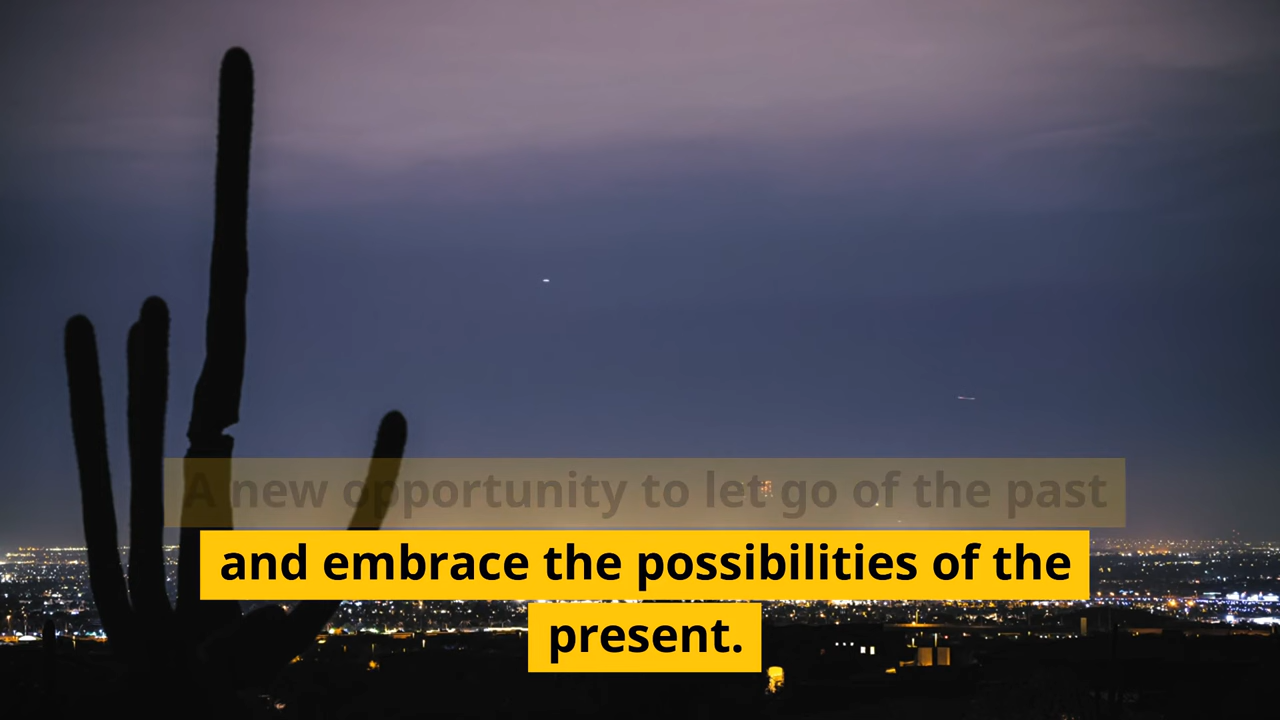 A new opportunity to let go of the past
and embrace the possibilities of the
present.